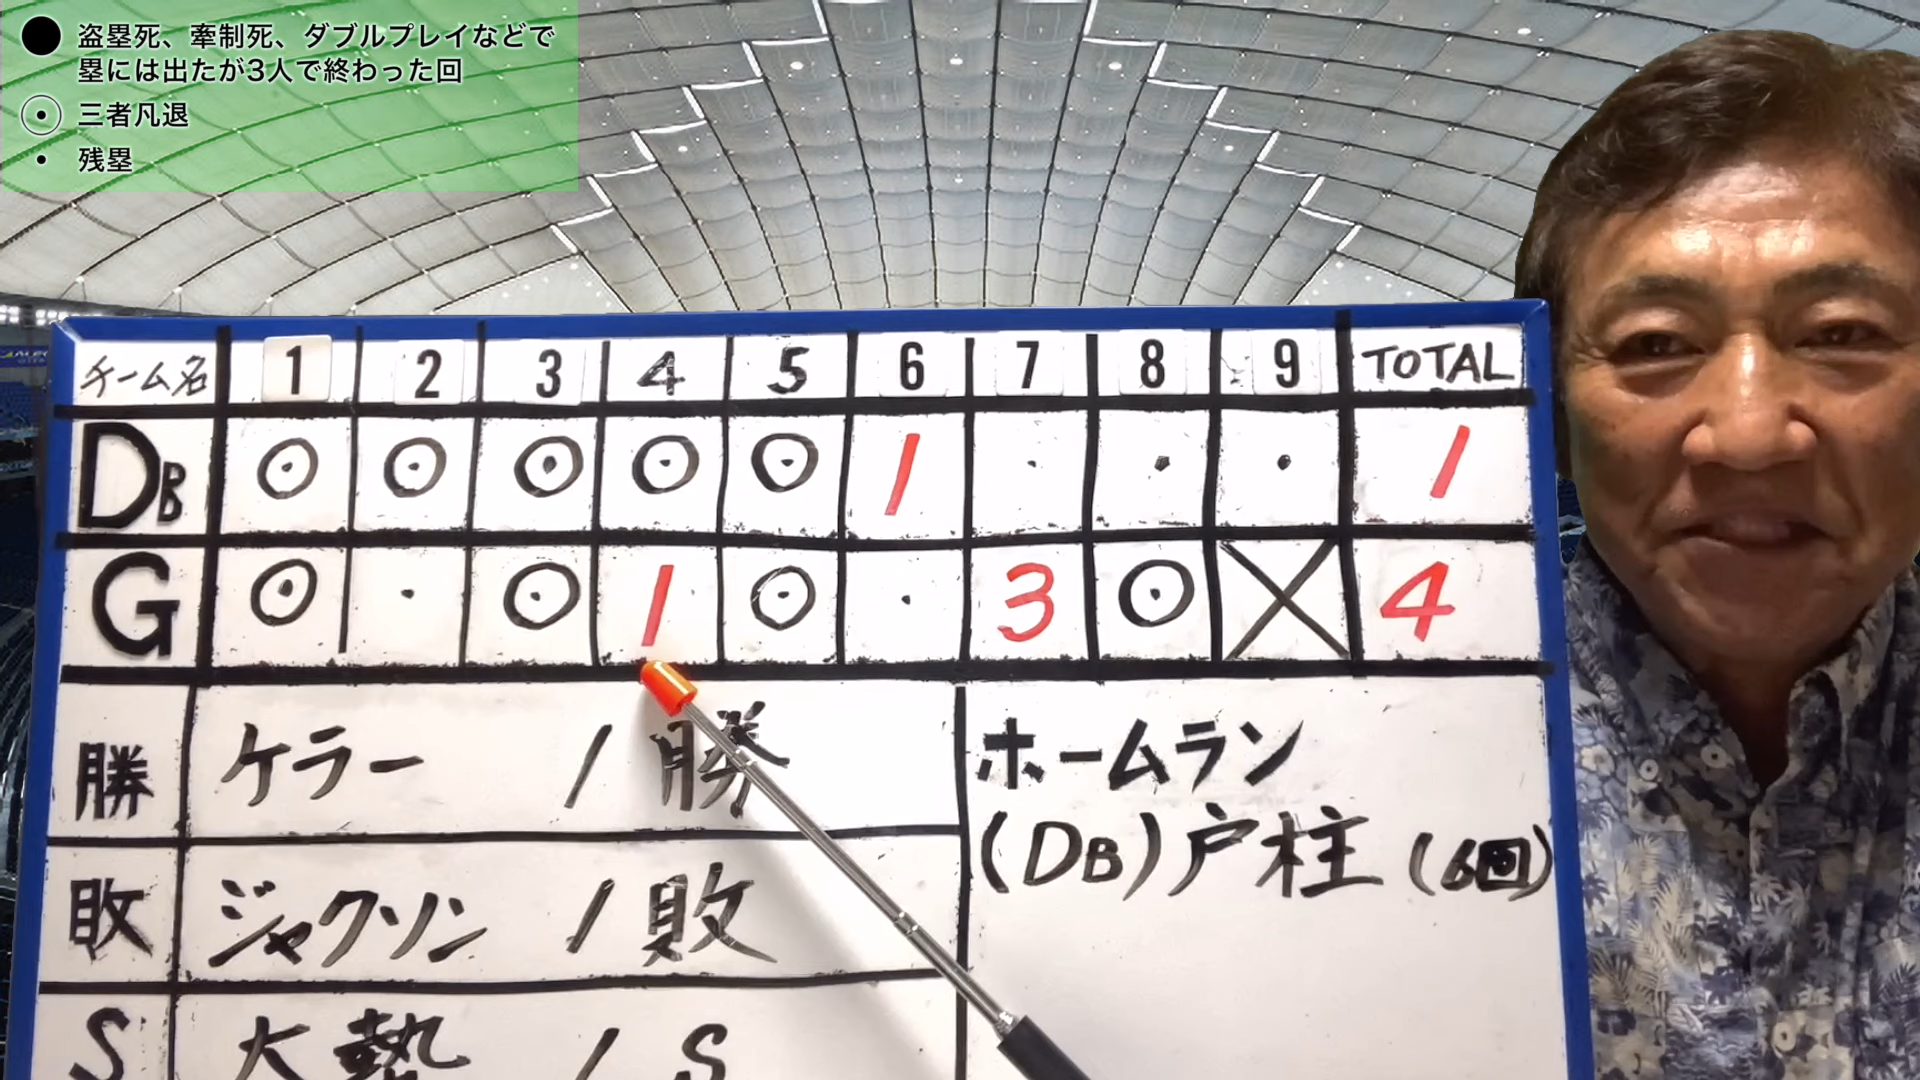 ● 盗塁死、牽制死、ダブルプレイなどで
塁には出たが3人で終わった回
⦿ 三者凡退
・ 残塁
チーム名 1 2 3 4 5 6 7 8 9 TOTAL
DB ⦿ ⦿ ⦿ ⦿ ⦿ 1 ・ ・ ・ 1
G ⦿ ・ ⦿ 1 ⦿ ・ 3 ⦿ X 4
勝 ケラー 1勝
敗 ジャクソン 1敗
S 大勢 1S
ホームラン
(DB)戸柱(6回)